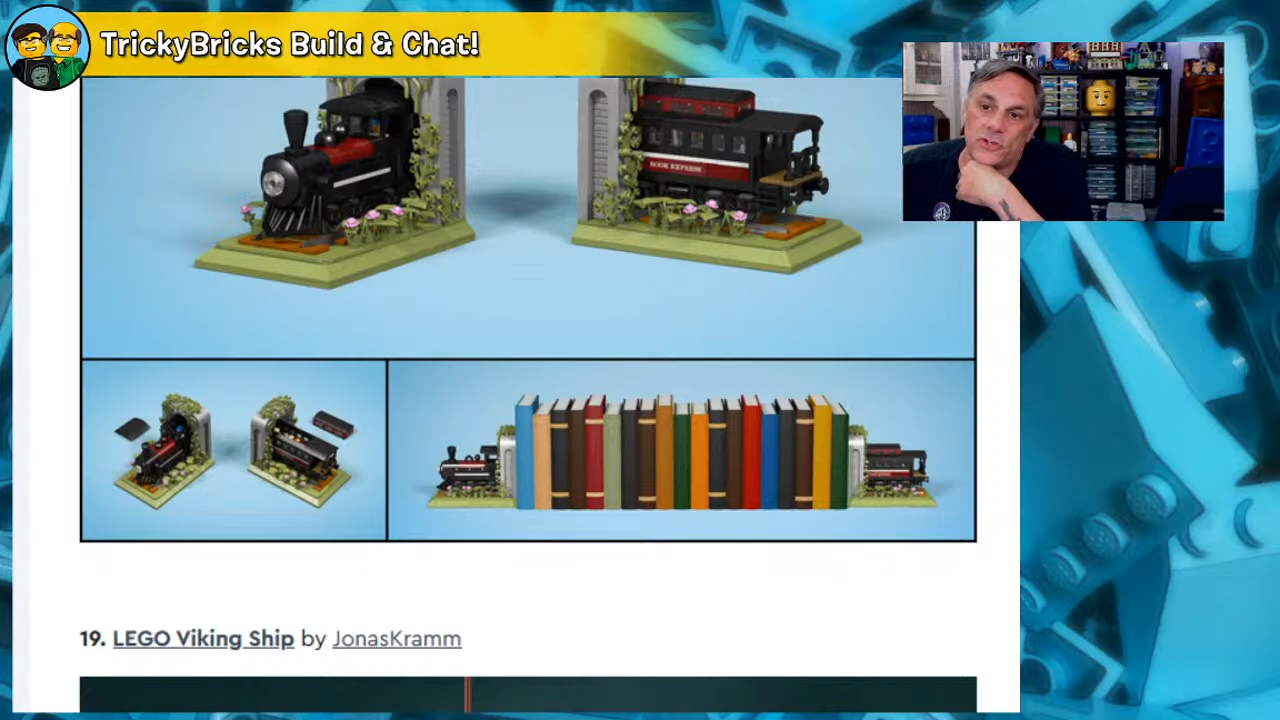 TrickyBricks Build & Chat!
BOOK EXPRESS
19. LEGO Viking Ship by JonasKramm